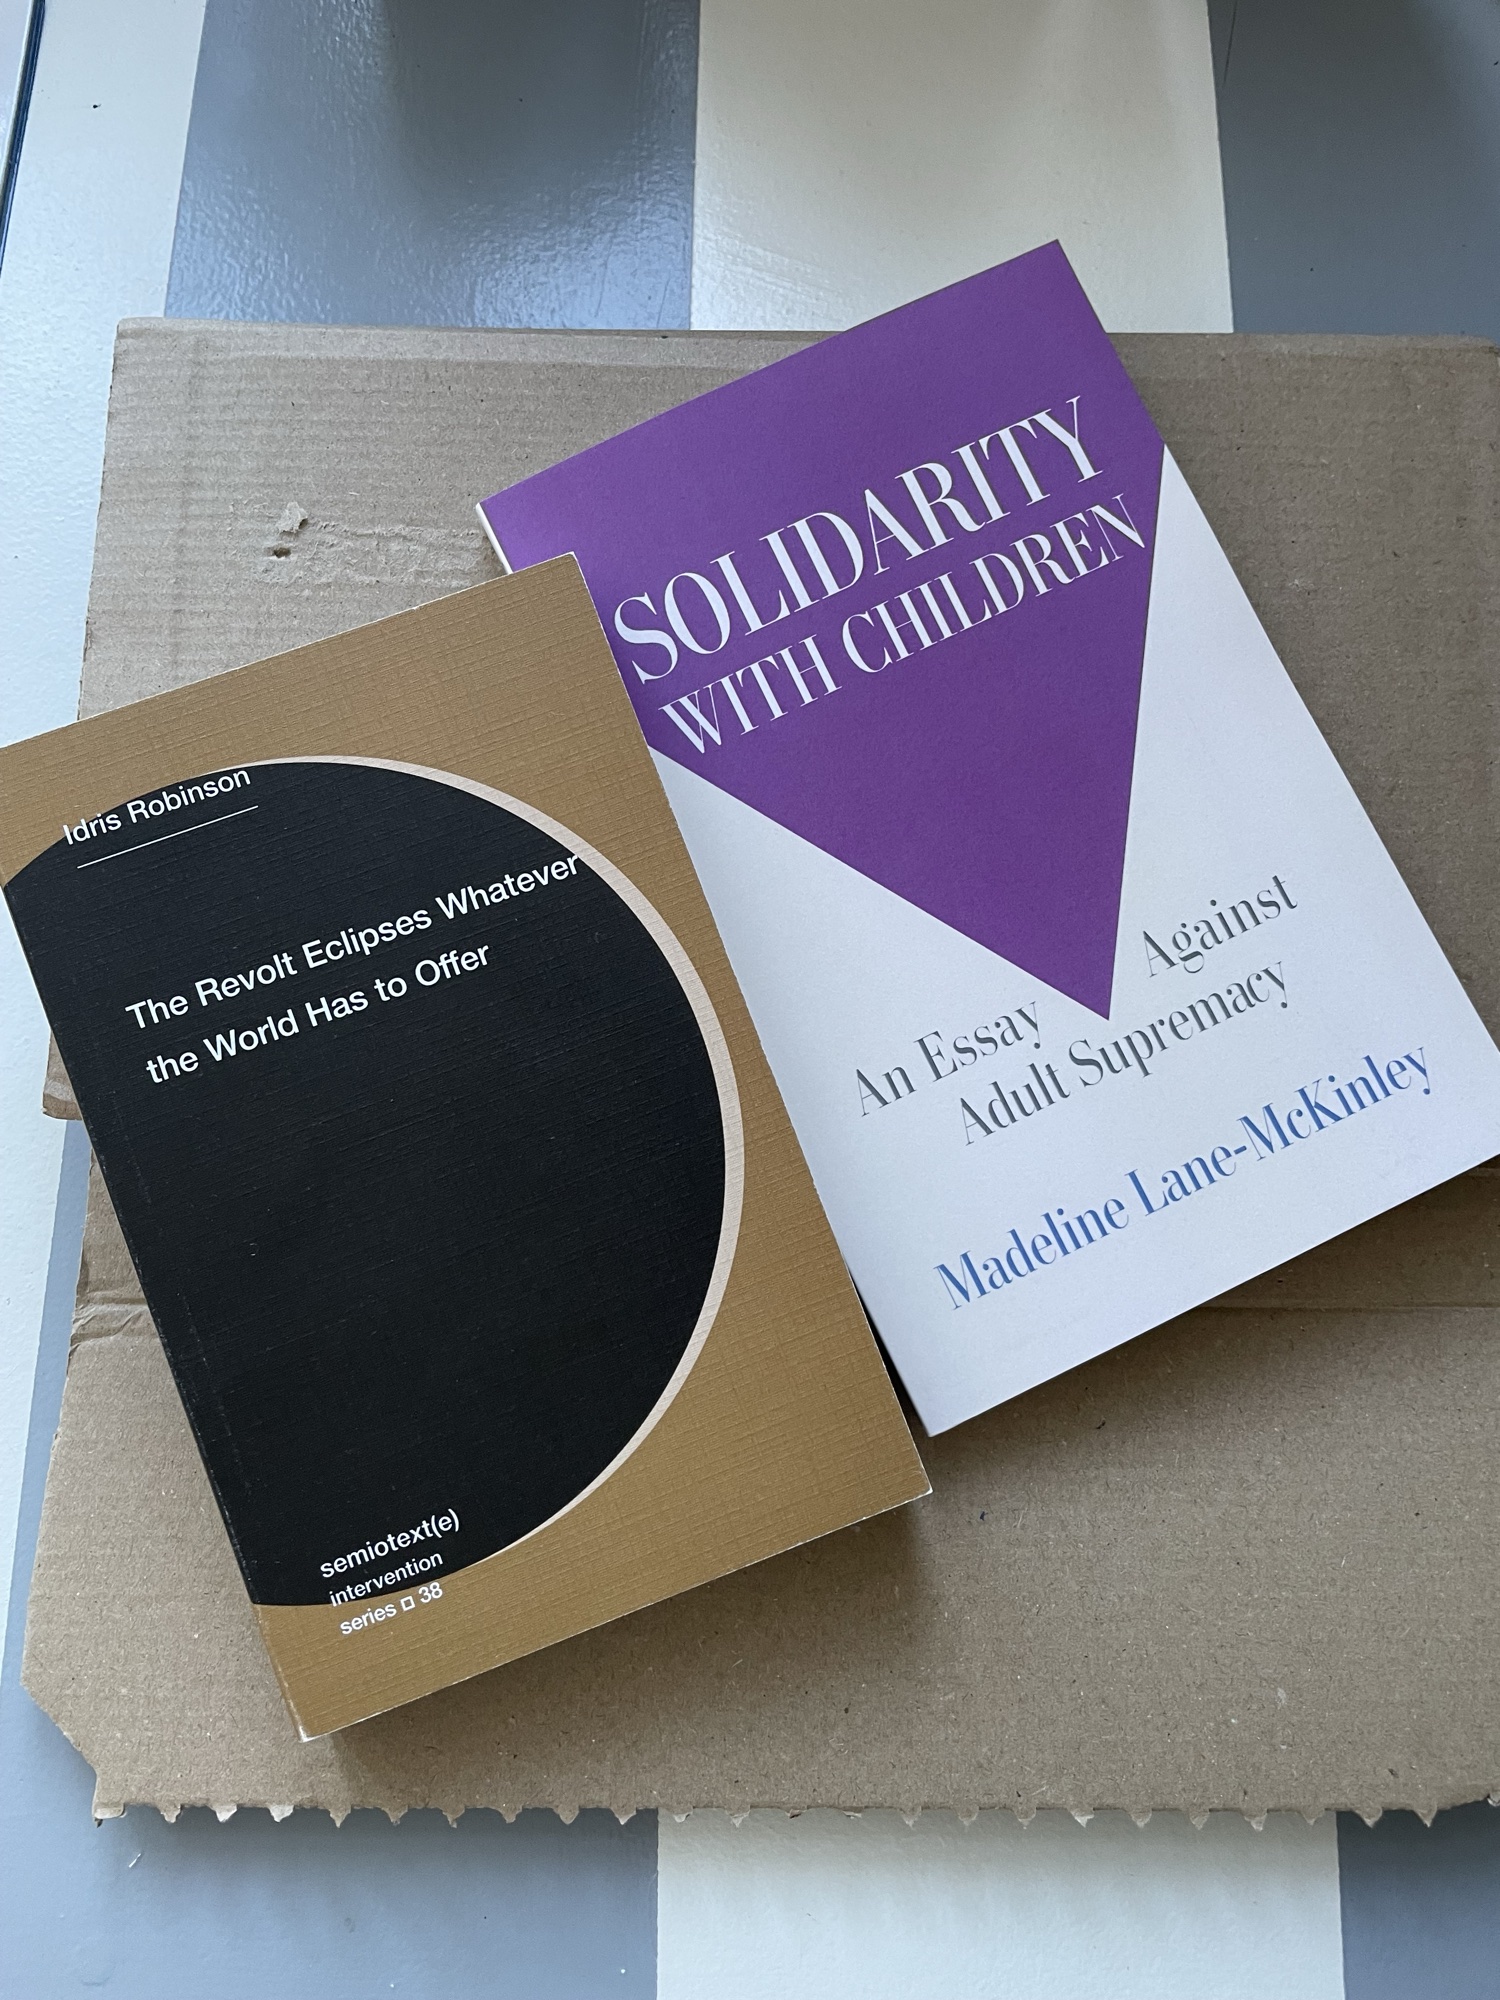 Idris Robinson
The Revolt Eclipses Whatever
the World Has to Offer
semiotext(e)
intervention
series □ 38
SOLIDARITY
WITH CHILDREN
An Essay Against
Adult Supremacy
Madeline Lane-McKinley